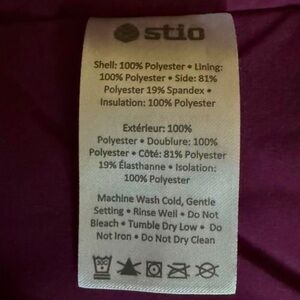 stio
Shell: 100% Polyester • Lining:
100% Polyester • Side: 81%
Polyester 19% Spandex •
Insulation: 100% Polyester
Extérieur: 100%
Polyester • Doublure: 100%
Polyester • Côté: 81% Polyester
19% Élasthanne • Isolation:
100% Polyester
Machine Wash Cold, Gentle
Setting • Rinse Well • Do Not
Bleach • Tumble Dry Low • Do
Not Iron • Do Not Dry Clean